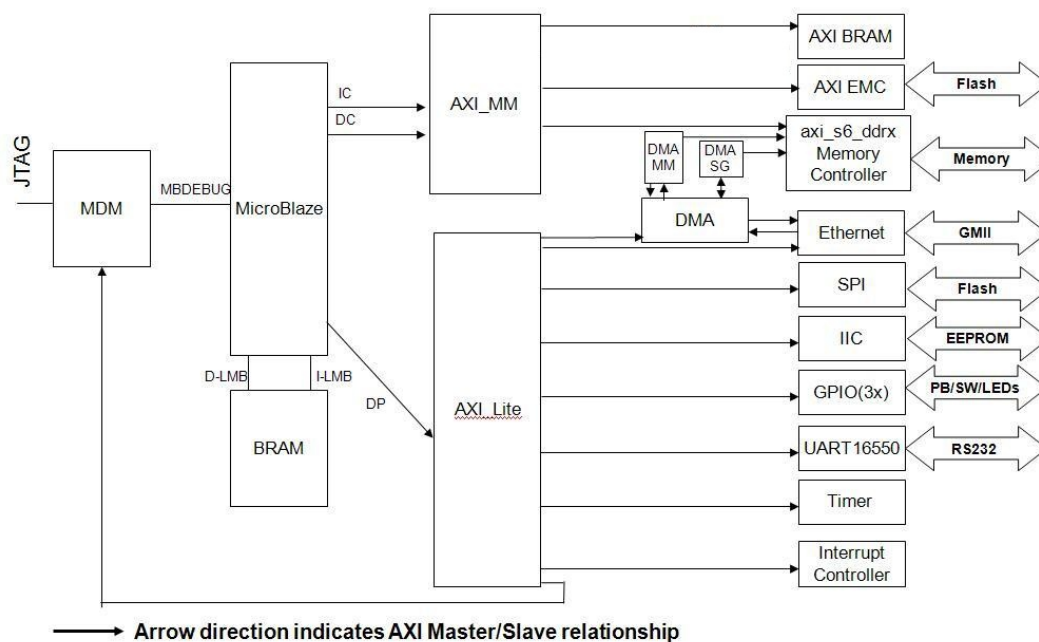 JTAG
MDM
MBDEBUG
MicroBlaze
IC
DC
D-LMB
I-LMB
BRAM
DP
AXI_MM
AXI_Lite
DMA
MM
DMA
SG
DMA
AXI BRAM
AXI EMC
Flash
axi_s6_ddrx
Memory
Controller
Memory
Ethernet
GMII
SPI
Flash
IIC
EEPROM
GPIO(3x)
PB/SW/LEDs
UART16550
RS232
Timer
Interrupt
Controller
Arrow direction indicates AXI Master/Slave relationship